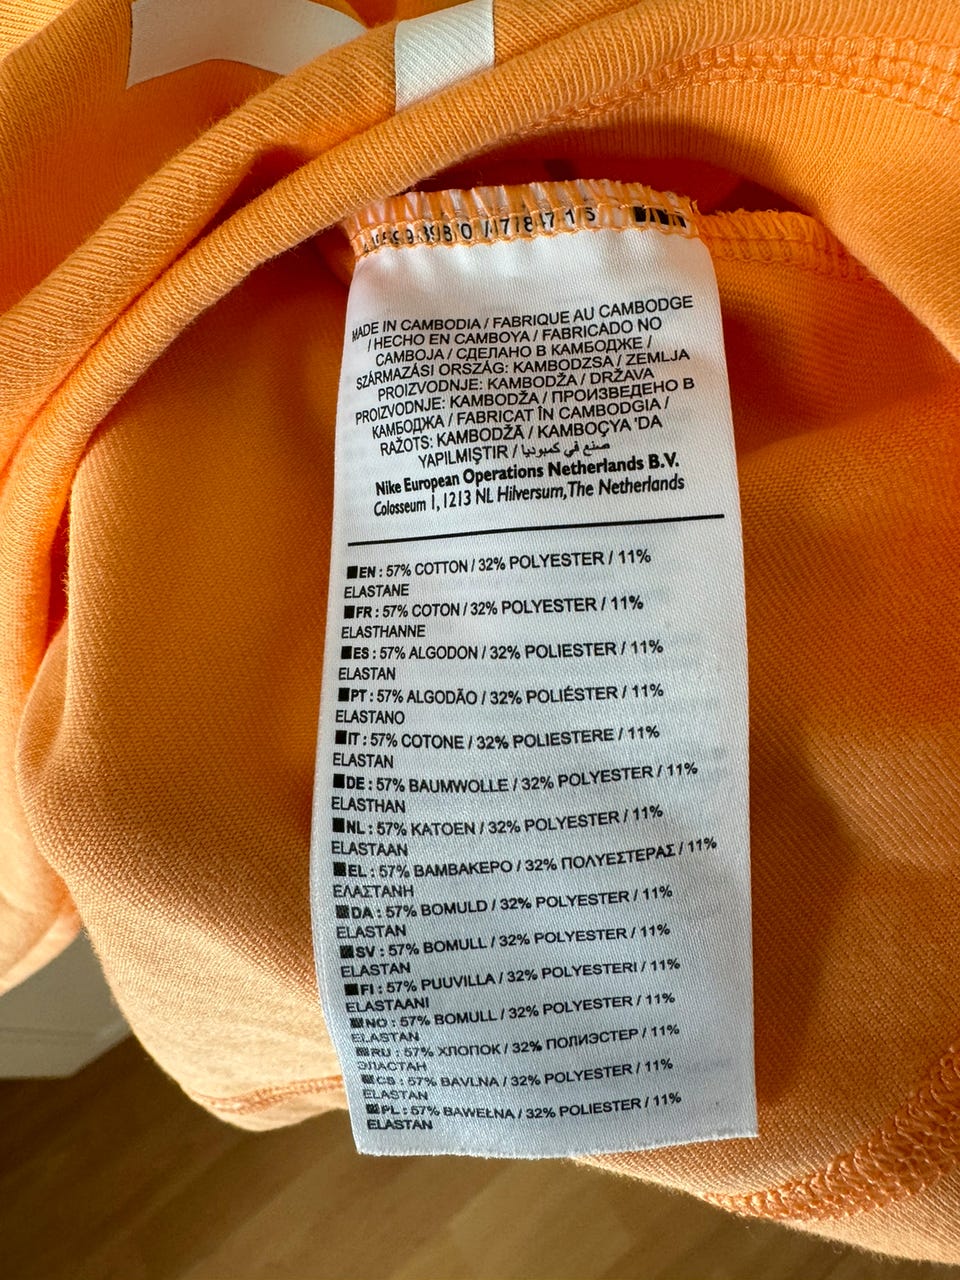 MADE IN CAMBODIA / FABRIQUE AU CAMBODGE
/ HECHO EN CAMBOYA / FABRICADO NO
CAMBOJA / СДЕЛАНО В КАМБОДЖЕ /
SZÁRMAZÁSI ORSZÁG: KAMBODZSA / ZEMLJA
PROIZVODNJE: KAMBODŽA / DRŽAVA
PROIZVODNJE: KAMBODŽA / ПРОИЗВЕДЕНО В
КАМБОДЖА / FABRICAT ÎN CAMBODGIA /
RAŽOTS: KAMBODŽĀ / KAMBOÇYA 'DA
YAPILMIŞTIR / صنع في كمبوديا
Nike European Operations Netherlands B.V.
Colosseum 1, 1213 NL Hilversum, The Netherlands
EN : 57% COTTON / 32% POLYESTER / 11%
ELASTANE
FR : 57% COTON / 32% POLYESTER / 11%
ELASTHANNE
ES : 57% ALGODON / 32% POLIESTER / 11%
ELASTAN
PT : 57% ALGODÃO / 32% POLIÉSTER / 11%
ELASTANO
IT : 57% COTONE / 32% POLIESTERE / 11%
ELASTAN
DE : 57% BAUMWOLLE / 32% POLYESTER / 11%
ELASTHAN
NL : 57% KATOEN / 32% POLYESTER / 11%
ELASTAAN
EL : 57% ΒΑΜΒΑΚΕΡΟ / 32% ΠΟΛΥΕΣΤΕΡΑΣ / 11%
ΕΛΑΣΤΑΝΗ
DA : 57% BOMULD / 32% POLYESTER / 11%
ELASTAN
SV : 57% BOMULL / 32% POLYESTER / 11%
ELASTAN
FI : 57% PUUVILLA / 32% POLYESTERI / 11%
ELASTAANI
NO : 57% BOMULL / 32% POLYESTER / 11%
ELASTAN
RU : 57% ХЛОПОК / 32% ПОЛИЭСТЕР / 11%
ЭЛАСТАН
CS : 57% BAVLNA / 32% POLYESTER / 11%
ELASTAN
PL : 57% BAWEŁNA / 32% POLIESTER / 11%
ELASTAN